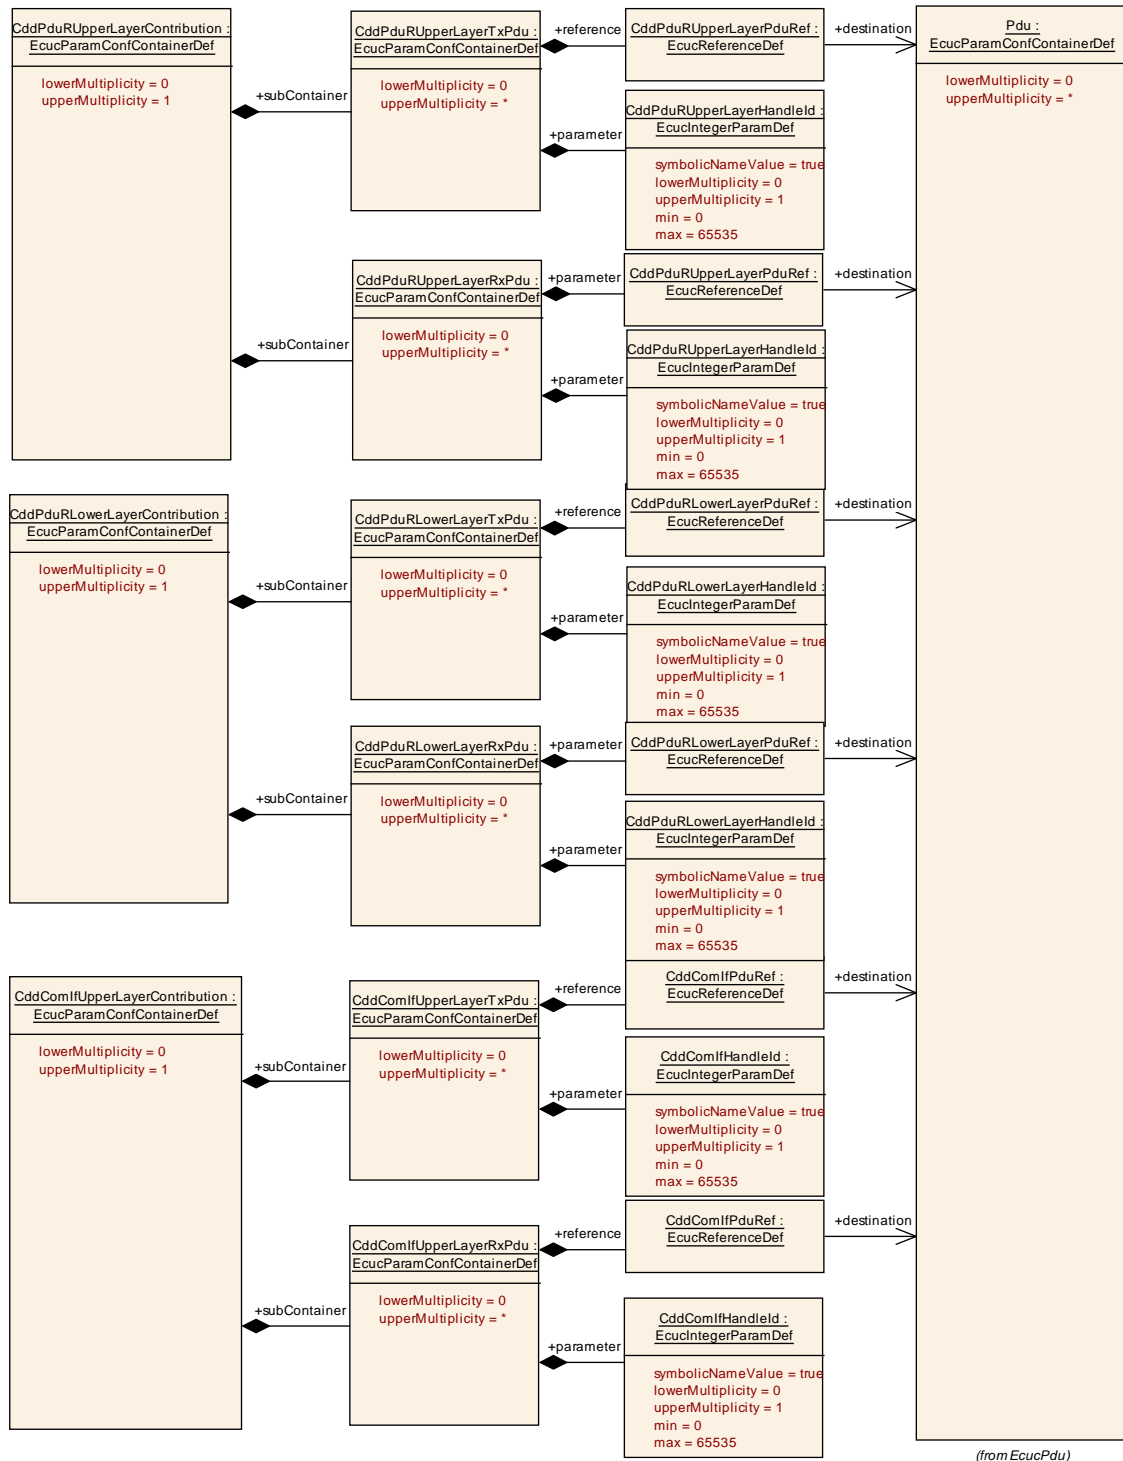 CddPduRUpperLayerContribution :
EcucParamConfContainerDef
lowerMultiplicity = 0
upperMultiplicity = 1
+subContainer
CddPduRUpperLayerTxPdu :
EcucParamConfContainerDef
lowerMultiplicity = 0
upperMultiplicity = *
+reference
CddPduRUpperLayerPduRef :
EcucReferenceDef
+destination
Pdu :
EcucParamConfContainerDef
lowerMultiplicity = 0
upperMultiplicity = *
+parameter
CddPduRUpperLayerHandleId :
EcucIntegerParamDef
symbolicNameValue = true
lowerMultiplicity = 0
upperMultiplicity = 1
min = 0
max = 65535
+subContainer
CddPduRUpperLayerRxPdu :
EcucParamConfContainerDef
lowerMultiplicity = 0
upperMultiplicity = *
+parameter
CddPduRUpperLayerPduRef :
EcucReferenceDef
+destination
+parameter
CddPduRUpperLayerHandleId :
EcucIntegerParamDef
symbolicNameValue = true
lowerMultiplicity = 0
upperMultiplicity = 1
min = 0
max = 65535
CddPduRLowerLayerContribution :
EcucParamConfContainerDef
lowerMultiplicity = 0
upperMultiplicity = 1
+subContainer
CddPduRLowerLayerTxPdu :
EcucParamConfContainerDef
lowerMultiplicity = 0
upperMultiplicity = *
+reference
CddPduRLowerLayerPduRef :
EcucReferenceDef
+destination
+parameter
CddPduRLowerLayerHandleId :
EcucIntegerParamDef
symbolicNameValue = true
lowerMultiplicity = 0
upperMultiplicity = 1
min = 0
max = 65535
+subContainer
CddPduRLowerLayerRxPdu :
EcucParamConfContainerDef
lowerMultiplicity = 0
upperMultiplicity = *
+parameter
CddPduRLowerLayerPduRef :
EcucReferenceDef
+destination
+parameter
CddPduRLowerLayerHandleId :
EcucIntegerParamDef
symbolicNameValue = true
lowerMultiplicity = 0
upperMultiplicity = 1
min = 0
max = 65535
CddComIfUpperLayerContribution :
EcucParamConfContainerDef
lowerMultiplicity = 0
upperMultiplicity = 1
+subContainer
CddComIfUpperLayerTxPdu :
EcucParamConfContainerDef
lowerMultiplicity = 0
upperMultiplicity = *
+reference
CddComIfPduRef :
EcucReferenceDef
+destination
+parameter
CddComIfHandleId :
EcucIntegerParamDef
symbolicNameValue = true
lowerMultiplicity = 0
upperMultiplicity = 1
min = 0
max = 65535
+subContainer
CddComIfUpperLayerRxPdu :
EcucParamConfContainerDef
lowerMultiplicity = 0
upperMultiplicity = *
+reference
CddComIfPduRef :
EcucReferenceDef
+destination
+parameter
CddComIfHandleId :
EcucIntegerParamDef
symbolicNameValue = true
lowerMultiplicity = 0
upperMultiplicity = 1
min = 0
max = 65535
(from EcucPdu)